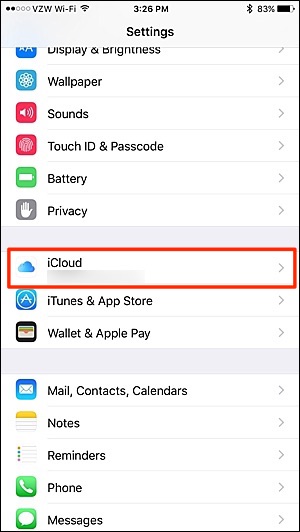 VZW Wi-Fi 3:26 PM 83%
Settings
Display & Brightness
Wallpaper
Sounds
Touch ID & Passcode
Battery
Privacy
iCloud
iTunes & App Store
Wallet & Apple Pay
Mail, Contacts, Calendars
Notes
Reminders
Phone
Messages